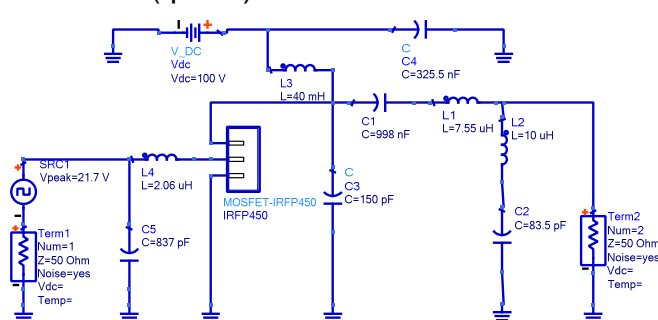 V_DC
Vdc
Vdc=100 V
C
C4
C=325.5 nF
L3
L=40 mH
C1
C=998 nF
L1
L=7.55 uH
L2
L=10 uH
SRC1
Vpeak=21.7 V
L4
L=2.06 uH
MOSFET-IRFP450
IRFP450
C
C3
C=150 pF
C5
C=837 pF
C2
C=83.5 pF
Term1
Num=1
Z=50 Ohm
Noise=yes
Vdc=
Temp=
Term2
Num=2
Z=50 Ohm
Noise=yes
Vdc=
Temp=